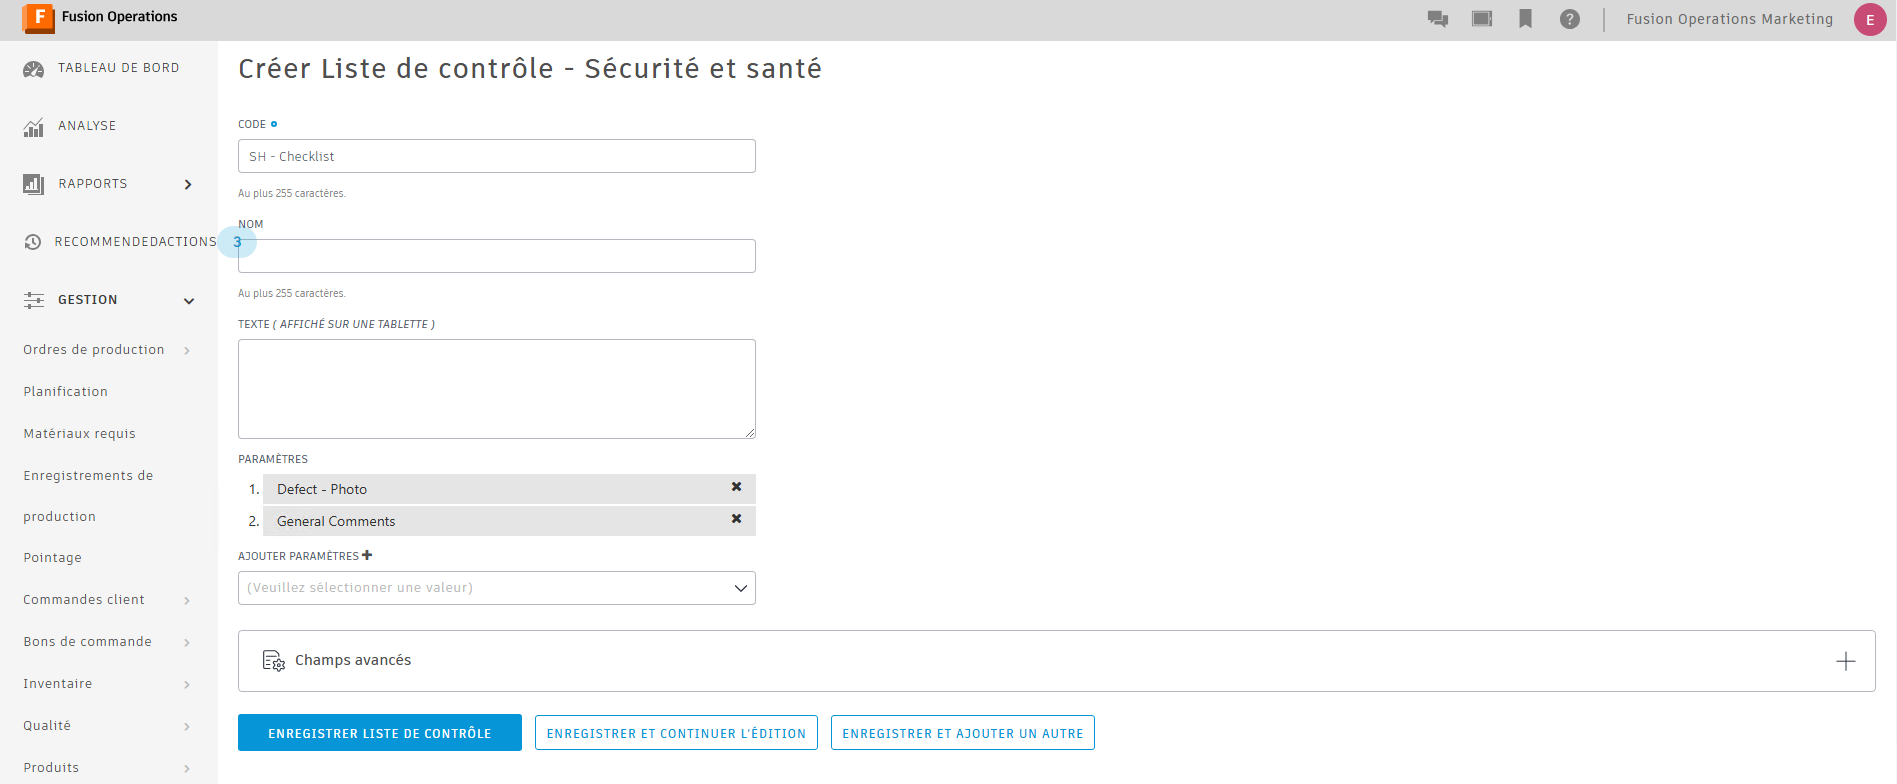 F Fusion Operations
? Fusion Operations Marketing E
TABLEAU DE BORD
ANALYSE
RAPPORTS
RECOMMENDEDACTIONS 3
GESTION
Ordres de production
Planification
Matériaux requis
Enregistrements de
production
Pointage
Commandes client
Bons de commande
Inventaire
Qualité
Produits
Créer Liste de contrôle - Sécurité et santé
CODE
SH - Checklist
Au plus 255 caractères.
NOM
Au plus 255 caractères.
TEXTE ( AFFICHÉ SUR UNE TABLETTE )
PARAMÈTRES
1. Defect - Photo
2. General Comments
AJOUTER PARAMÈTRES
(Veuillez sélectionner une valeur)
Champs avancés
ENREGISTRER LISTE DE CONTRÔLE
ENREGISTRER ET CONTINUER L'ÉDITION
ENREGISTRER ET AJOUTER UN AUTRE